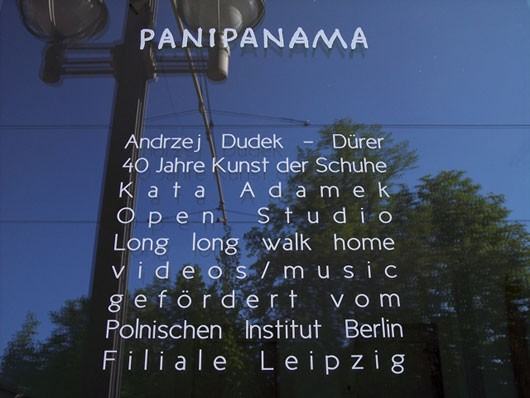 PANIPANAMA
Andrzej Dudek - Dürer
40 Jahre Kunst der Schuhe
Kata Adamek
Open Studio
Long long walk home
videos/music
gefördert vom
Polnischen Institut Berlin
Filiale Leipzig